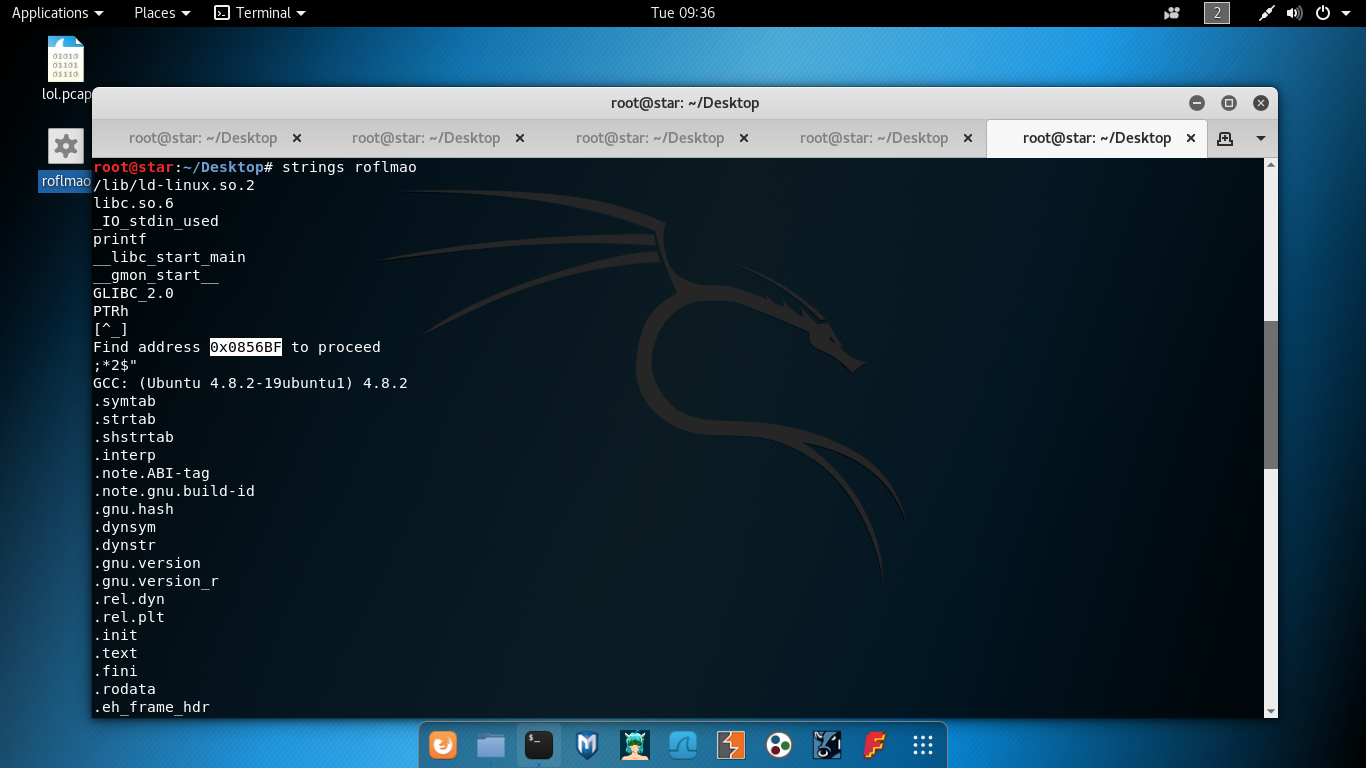 Applications Places Terminal Tue 09:36 2
01010
01101
01110
lol.pcap
roflmao
root@star: ~/Desktop
root@star: ~/Desktop root@star: ~/Desktop root@star: ~/Desktop root@star: ~/Desktop root@star: ~/Desktop
root@star:~/Desktop# strings roflmao
/lib/ld-linux.so.2
libc.so.6
_IO_stdin_used
printf
__libc_start_main
__gmon_start__
GLIBC_2.0
PTRh
[^_]
Find address 0x0856BF to proceed
;*2$"
GCC: (Ubuntu 4.8.2-19ubuntu1) 4.8.2
.symtab
.strtab
.shstrtab
.interp
.note.ABI-tag
.note.gnu.build-id
.gnu.hash
.dynsym
.dynstr
.gnu.version
.gnu.version_r
.rel.dyn
.rel.plt
.init
.text
.fini
.rodata
.eh_frame_hdr